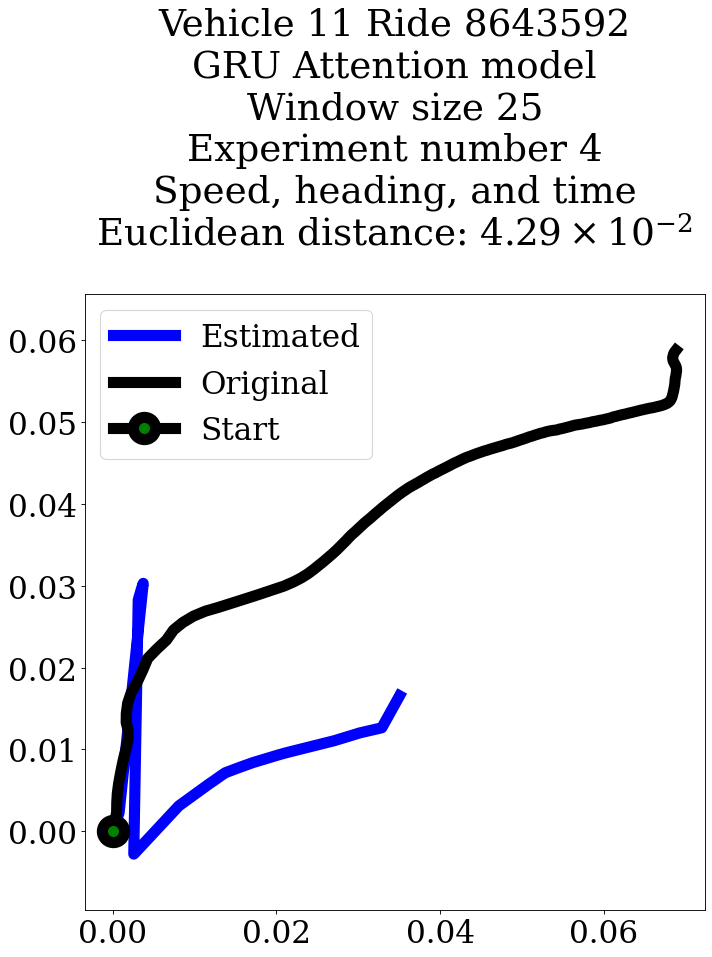 Vehicle 11 Ride 8643592
GRU Attention model
Window size 25
Experiment number 4
Speed, heading, and time
Euclidean distance: 4.29 × 10⁻²
Estimated
Original
Start
0.06
0.05
0.04
0.03
0.02
0.01
0.00
0.00 0.02 0.04 0.06